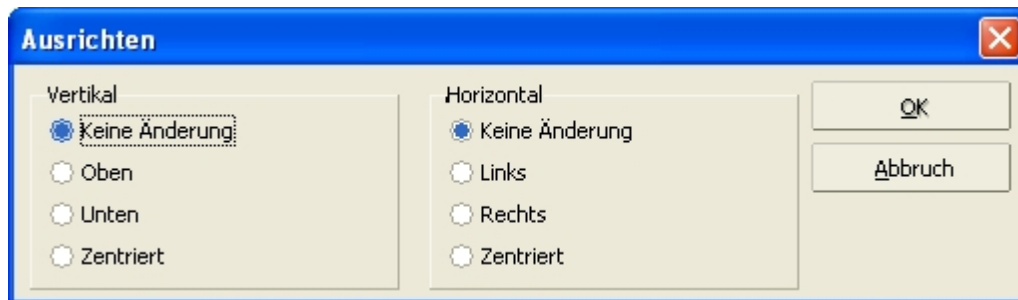 Ausrichten
Vertikal
Keine Änderung
Oben
Unten
Zentriert
Horizontal
Keine Änderung
Links
Rechts
Zentriert
OK
Abbruch